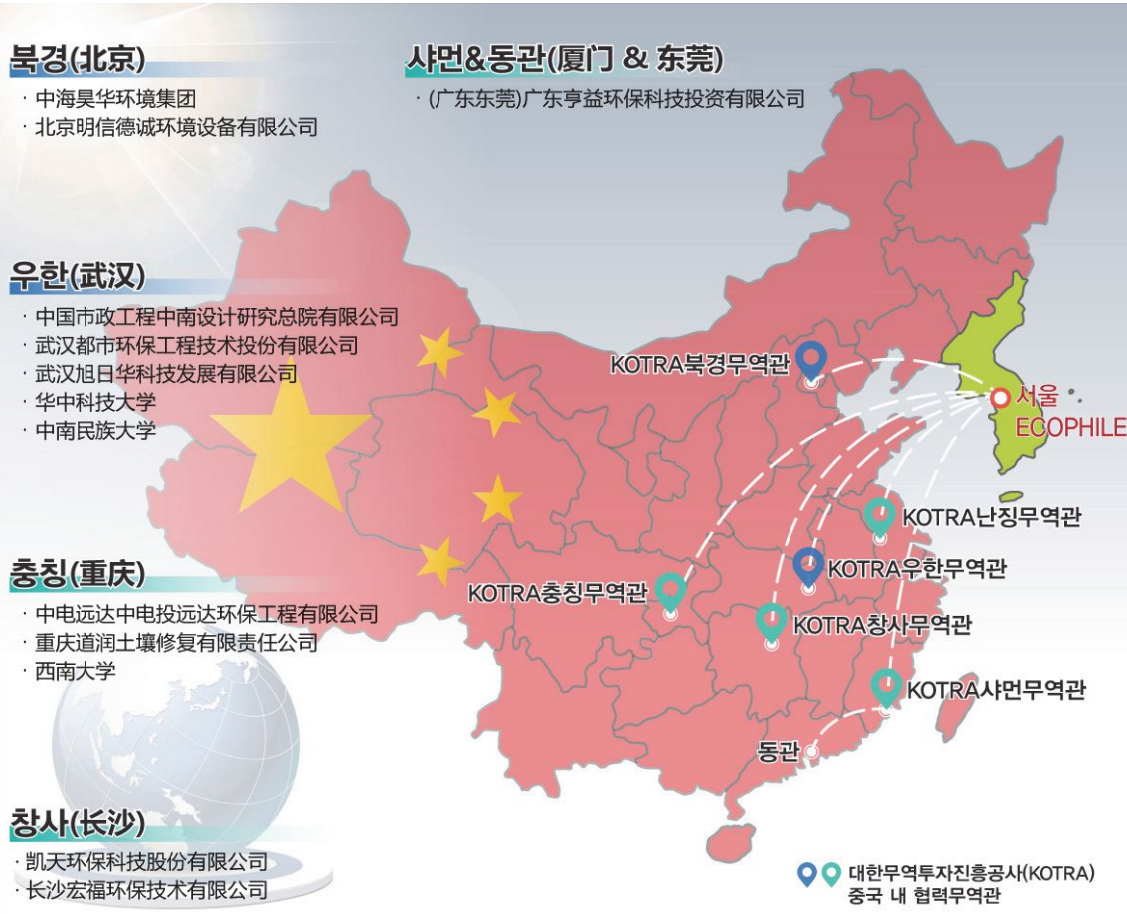 북경(北京)
· 中海昊华环境集团
· 北京明信德诚环境设备有限公司
샤먼&동관(厦门 & 东莞)
· (广东东莞)广东亨益环保科技投资有限公司
우한(武汉)
· 中国市政工程中南设计研究总院有限公司
· 武汉都市环保工程技术投份有限公司
· 武汉旭日华科技发展有限公司
· 华中科技大学
· 中南民族大学
충칭(重庆)
· 中电远达中电投远达环保工程有限公司
· 重庆道润土壤修复有限责任公司
· 西南大学
창사(长沙)
· 凯天环保科技股份有限公司
· 长沙宏福环保技术有限公司
KOTRA북경무역관
서울
ECOPHILE
KOTRA난징무역관
KOTRA우한무역관
KOTRA충칭무역관
KOTRA창사무역관
KOTRA샤먼무역관
동관
대한무역투자진흥공사(KOTRA)
중국 내 협력무역관